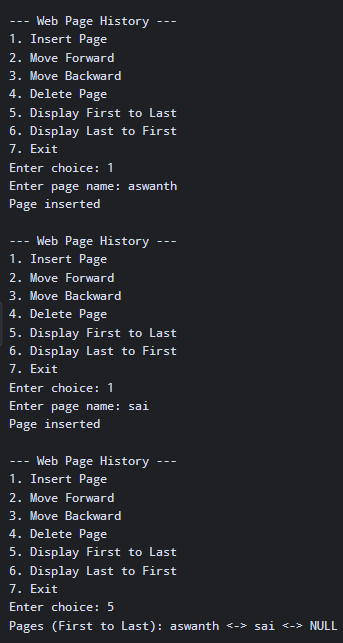 --- Web Page History ---
1. Insert Page
2. Move Forward
3. Move Backward
4. Delete Page
5. Display First to Last
6. Display Last to First
7. Exit
Enter choice: 1
Enter page name: aswanth
Page inserted

--- Web Page History ---
1. Insert Page
2. Move Forward
3. Move Backward
4. Delete Page
5. Display First to Last
6. Display Last to First
7. Exit
Enter choice: 1
Enter page name: sai
Page inserted

--- Web Page History ---
1. Insert Page
2. Move Forward
3. Move Backward
4. Delete Page
5. Display First to Last
6. Display Last to First
7. Exit
Enter choice: 5
Pages (First to Last): aswanth <-> sai <-> NULL